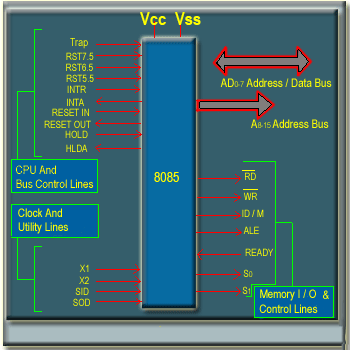 Vcc Vss
Trap
RST7.5
RST6.5
RST5.5
INTR
INTA
RESET IN
RESET OUT
HOLD
HLDA
CPU And
Bus Control Lines
Clock And
Utility Lines
X1
X2
SID
SOD
8085
AD0-7 Address / Data Bus
A8-15 Address Bus
RD
WR
ID / M
ALE
READY
S0
S1
Memory I / O &
Control Lines